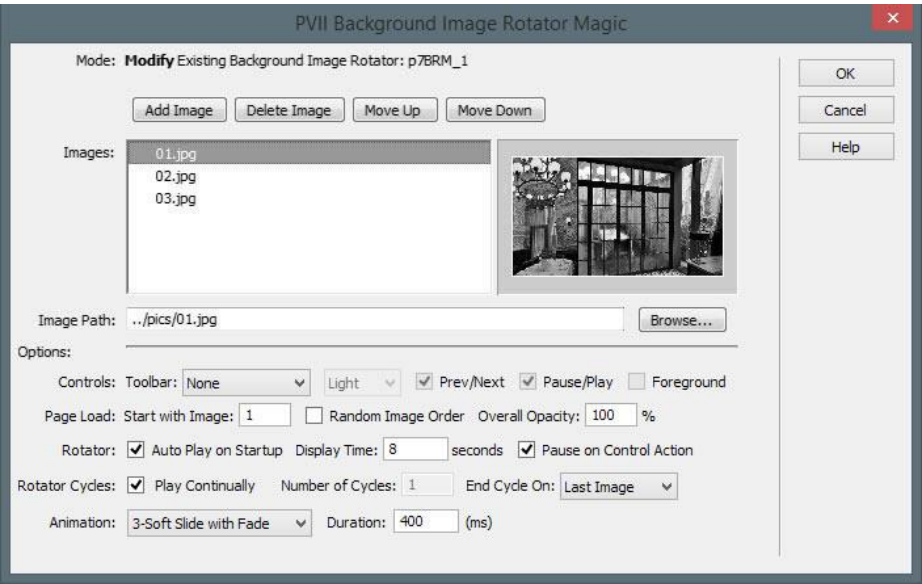 PVII Background Image Rotator Magic
Mode: Modify Existing Background Image Rotator: p7BRM_1
OK
Add Image Delete Image Move Up Move Down
Cancel
Images: 01.jpg
Help
02.jpg
03.jpg
Image Path: ../pics/01.jpg Browse...
Options:
Controls: Toolbar: None Light Prev/Next Pause/Play Foreground
Page Load: Start with Image: 1 Random Image Order Overall Opacity: 100 %
Rotator: Auto Play on Startup Display Time: 8 seconds Pause on Control Action
Rotator Cycles: Play Continually Number of Cycles: 1 End Cycle On: Last Image
Animation: 3-Soft Slide with Fade Duration: 400 (ms)